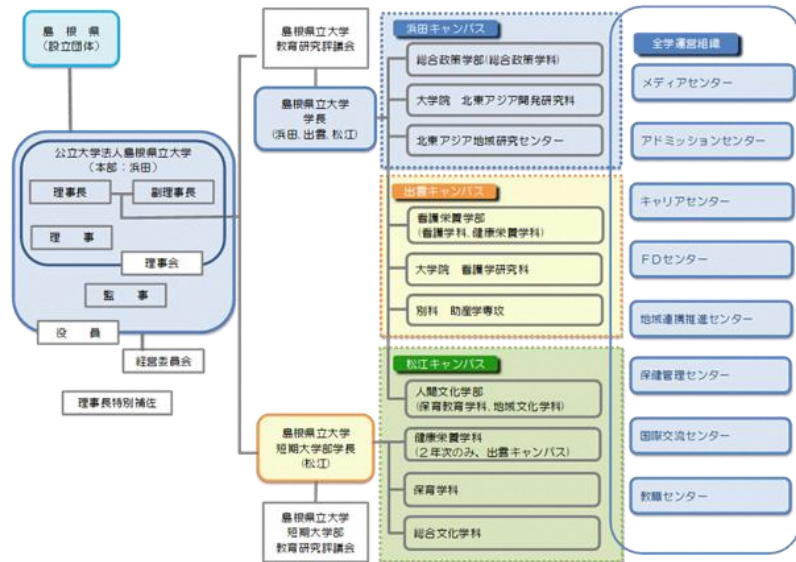 島 根 県
(設立団体)
公立大学法人島根県立大学
(本部:浜田)
理事長
副理事長
理 事
理事会
監 事
役 員
経営委員会
理事長特別補佐
島根県立大学
教育研究評議会
島根県立大学
学長
(浜田、出雲、松江)
島根県立大学
短期大学部学長
(松江)
島根県立大学
短期大学部
教育研究評議会
浜田キャンパス
総合政策学部(総合政策学科)
大学院 北東アジア開発研究科
北東アジア地域研究センター
出雲キャンパス
看護栄養学部
(看護学科、健康栄養学科)
大学院 看護学研究科
別科 助産学専攻
松江キャンパス
人間文化学部
(保育教育学科、地域文化学科)
健康栄養学科
(2年次のみ、出雲キャンパス)
保育学科
総合文化学科
全学運営組織
メディアセンター
アドミッションセンター
キャリアセンター
FDセンター
地域連携推進センター
保健管理センター
国際交流センター
教職センター